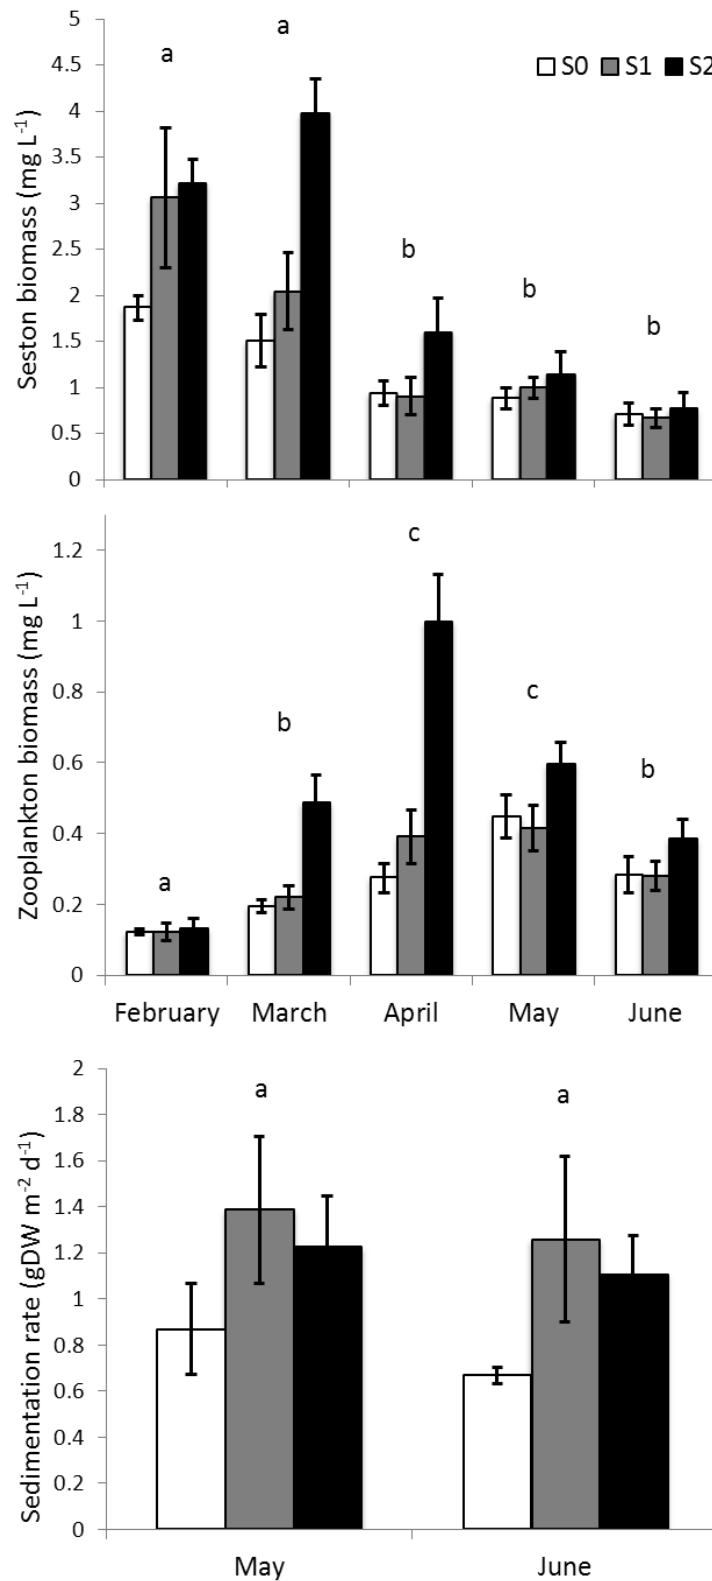 Seston biomass (mg L-1)
5
4.5
4
3.5
3
2.5
2
1.5
1
0.5
0
a
a
b
b
b
S0 S1 S2
Zooplankton biomass (mg L-1)
1.2
1
0.8
0.6
0.4
0.2
0
a
b
c
c
b
February March April May June
Sedimentation rate (gDW m-2 d-1)
2
1.8
1.6
1.4
1.2
1
0.8
0.6
0.4
0.2
0
a
a
May June